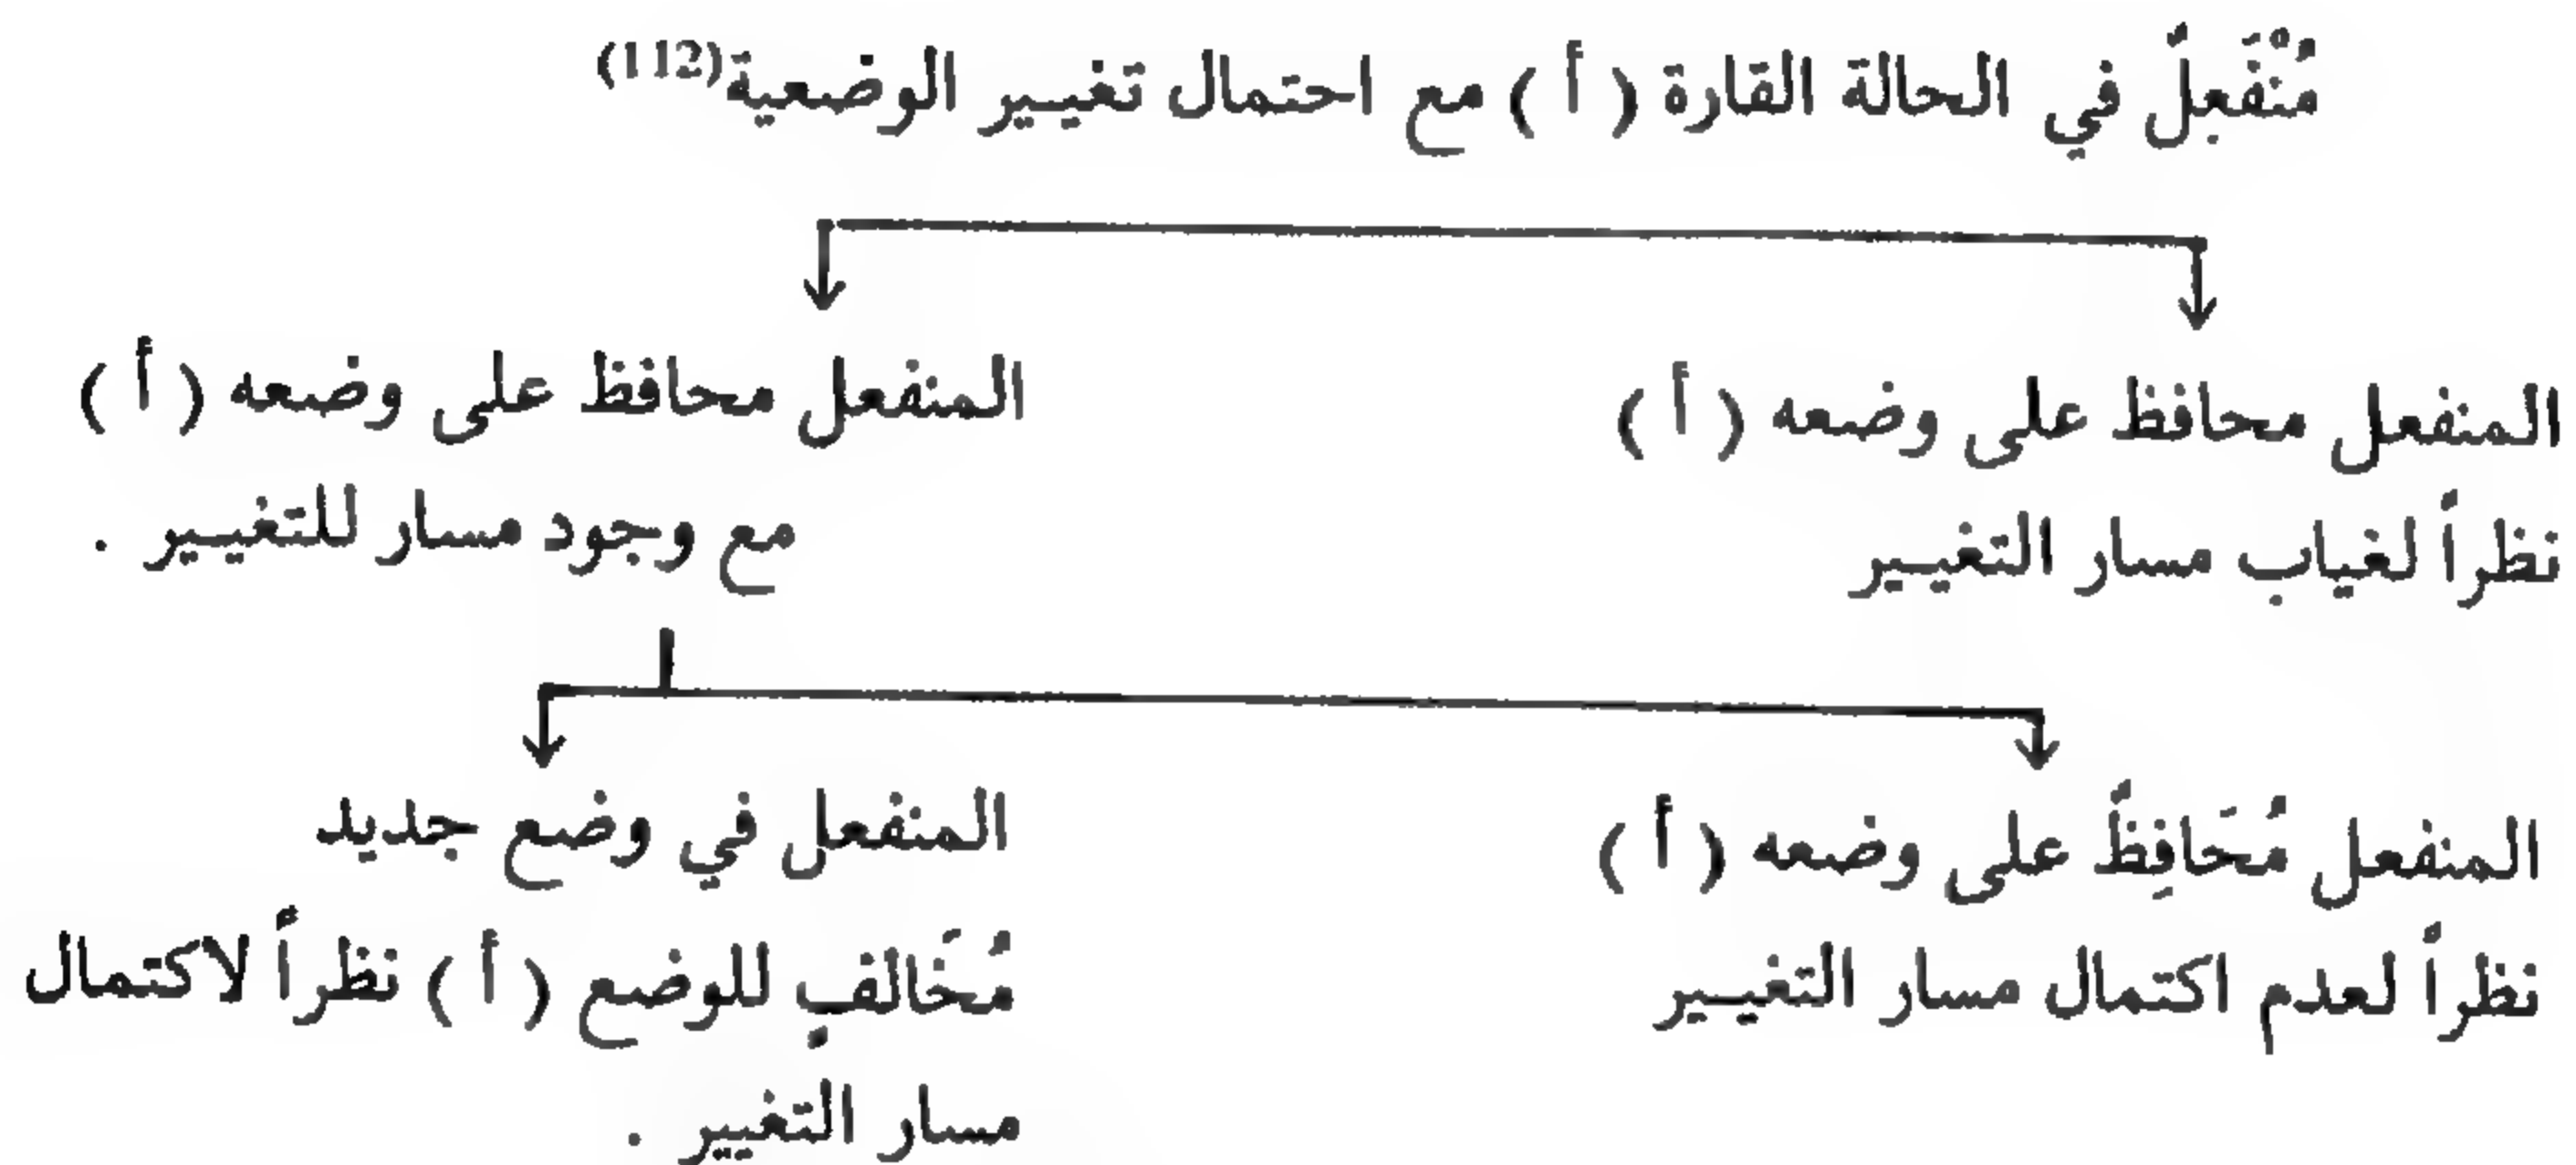 مُنْفَعِلٌ في الحالة القارة ( أ ) مع احتمال تغيير الوضعية(112)
المنفعل محافظ على وضعه ( أ )
نظراً لغياب مسار التغيير
المنفعل محافظ على وضعه ( أ )
مع وجود مسار للتغيير .
المنفعل مُحَافِظٌ على وضعه ( أ )
نظراً لعدم اكتمال مسار التغيير
المنفعل في وضع جديد
مُخَالفٍ للوضع ( أ ) نظراً لاكتمال
مسار التغيير .